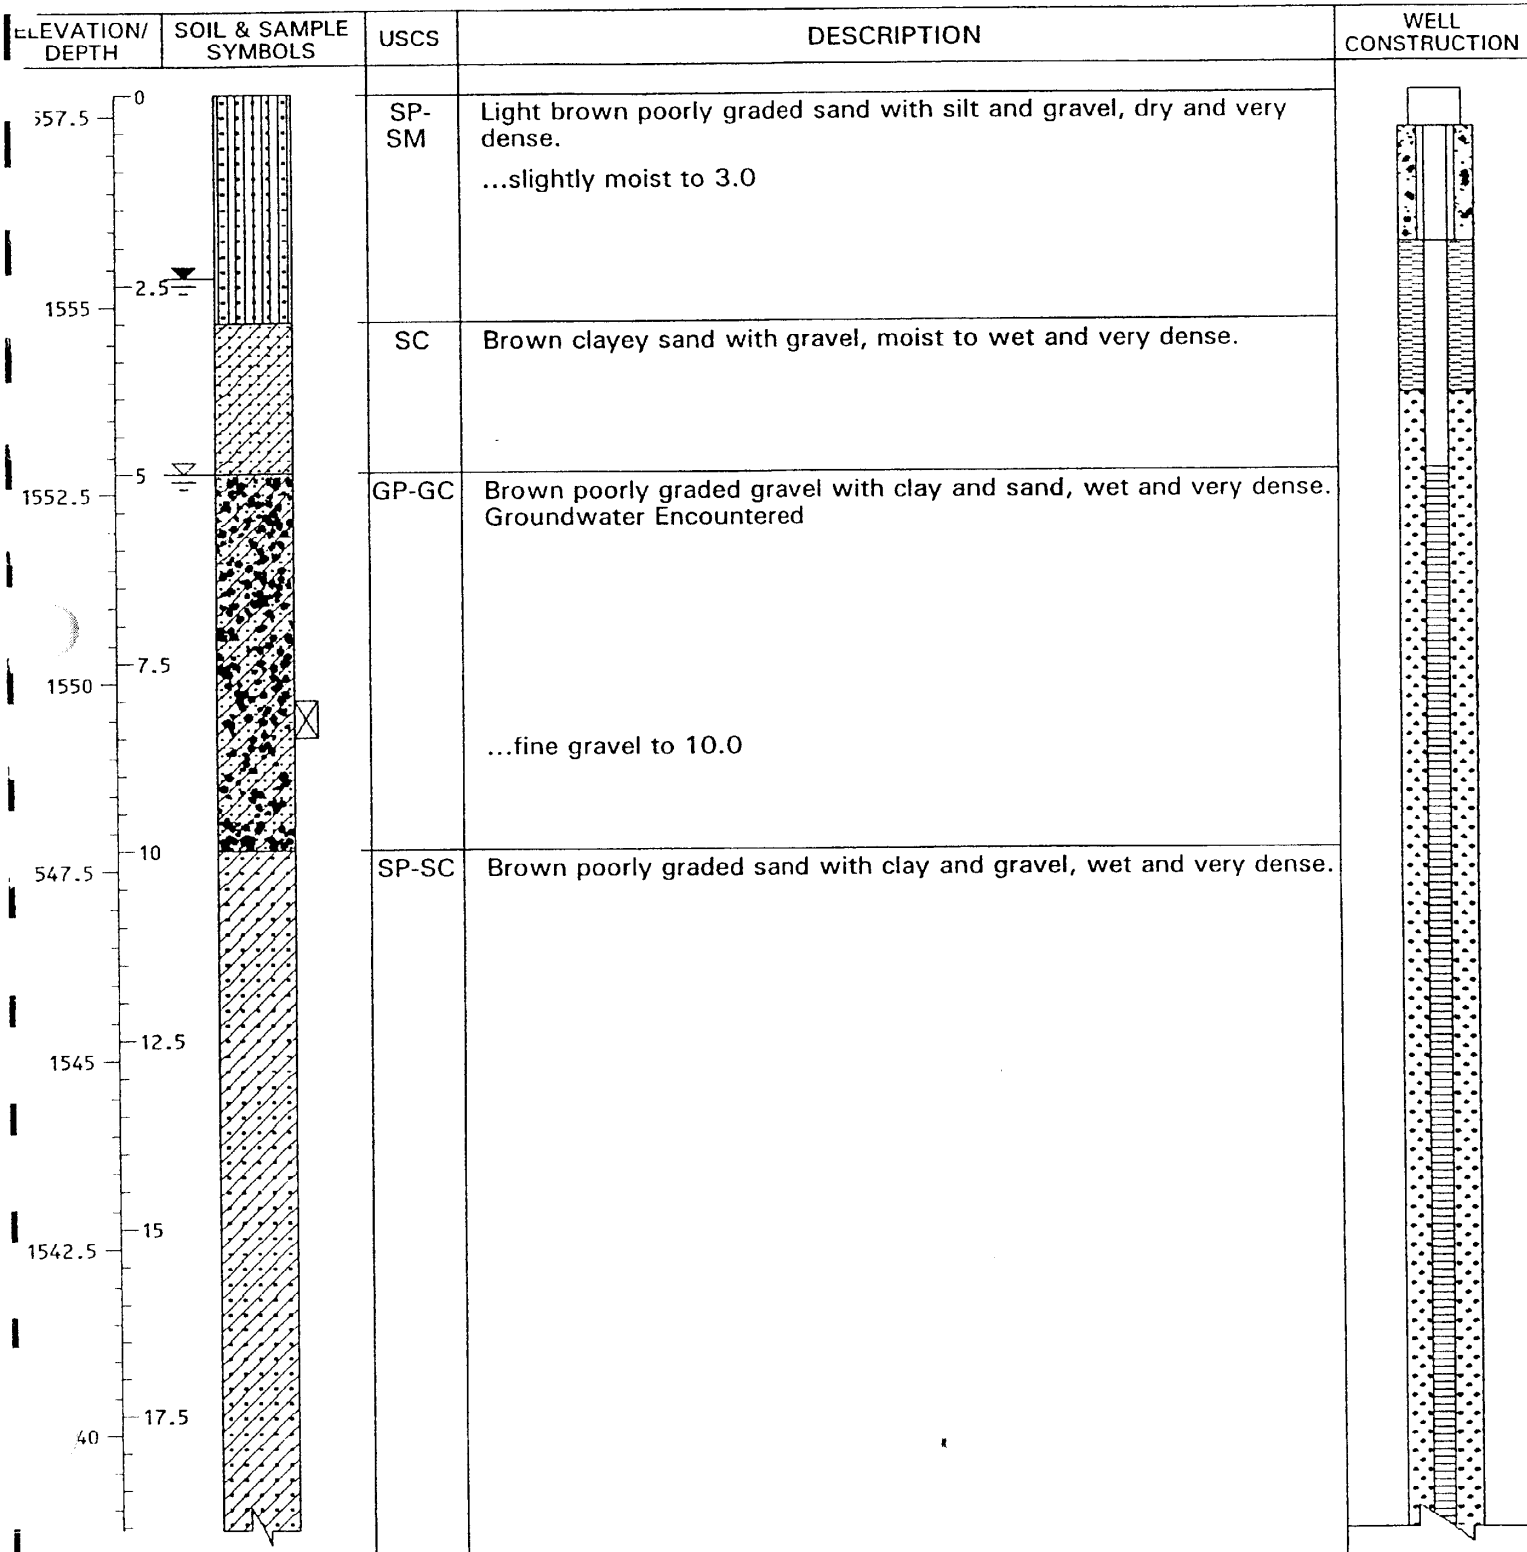 ELEVATION/ DEPTH
SOIL & SAMPLE SYMBOLS
USCS
DESCRIPTION
WELL CONSTRUCTION
0
557.5
SP-SM
Light brown poorly graded sand with silt and gravel, dry and very
dense.
...slightly moist to 3.0
2.5
1555
SC
Brown clayey sand with gravel, moist to wet and very dense.
5
1552.5
GP-GC
Brown poorly graded gravel with clay and sand, wet and very dense.
Groundwater Encountered
7.5
1550
...fine gravel to 10.0
10
547.5
SP-SC
Brown poorly graded sand with clay and gravel, wet and very dense.
12.5
1545
15
1542.5
17.5
40